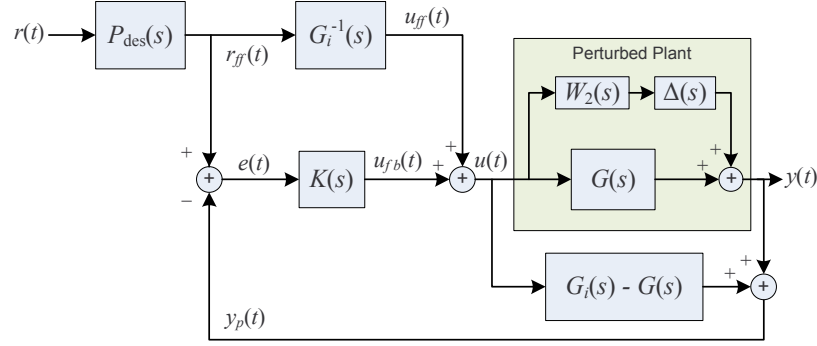 r(t)
P_des(s)
r_ff(t)
G_i^-1(s)
u_ff(t)
Perturbed Plant
W_2(s)
Δ(s)
+
+
e(t)
K(s)
u_fb(t)
+
+
+
u(t)
G(s)
+
+
+
y(t)
−
G_i(s) - G(s)
+
+
+
y_p(t)